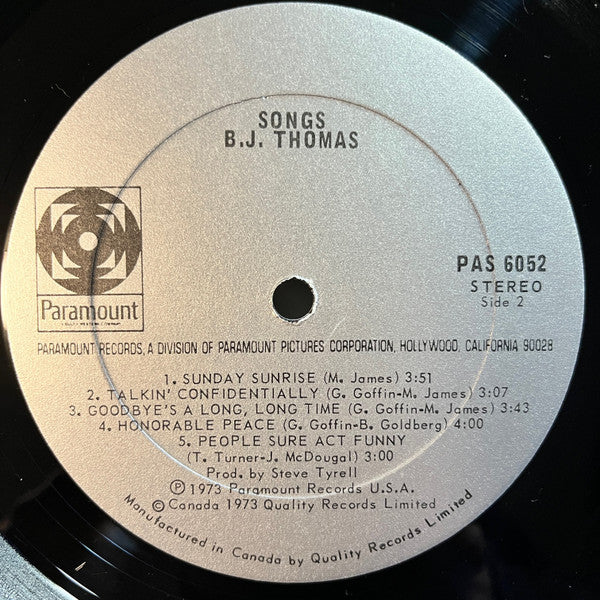 SONGS
B.J. THOMAS
Paramount
PAS 6052
STEREO
Side 2
PARAMOUNT RECORDS, A DIVISION OF PARAMOUNT PICTURES CORPORATION, HOLLYWOOD, CALIFORNIA 90028
1. SUNDAY SUNRISE (M. James) 3:51
2. TALKIN' CONFIDENTIALLY (G. Goffin-M. James) 3:07
3. GOODBYE'S A LONG, LONG TIME (G. Goffin-M. James) 3:43
4. HONORABLE PEACE (G. Goffin-B. Goldberg) 4:00
5. PEOPLE SURE ACT FUNNY
(T. Turner-J. McDougal) 3:00
Prod. by Steve Tyrell
Ⓟ 1973 Paramount Records U.S.A.
© Canada 1973 Quality Records Limited
Manufactured in Canada by Quality Records Limited